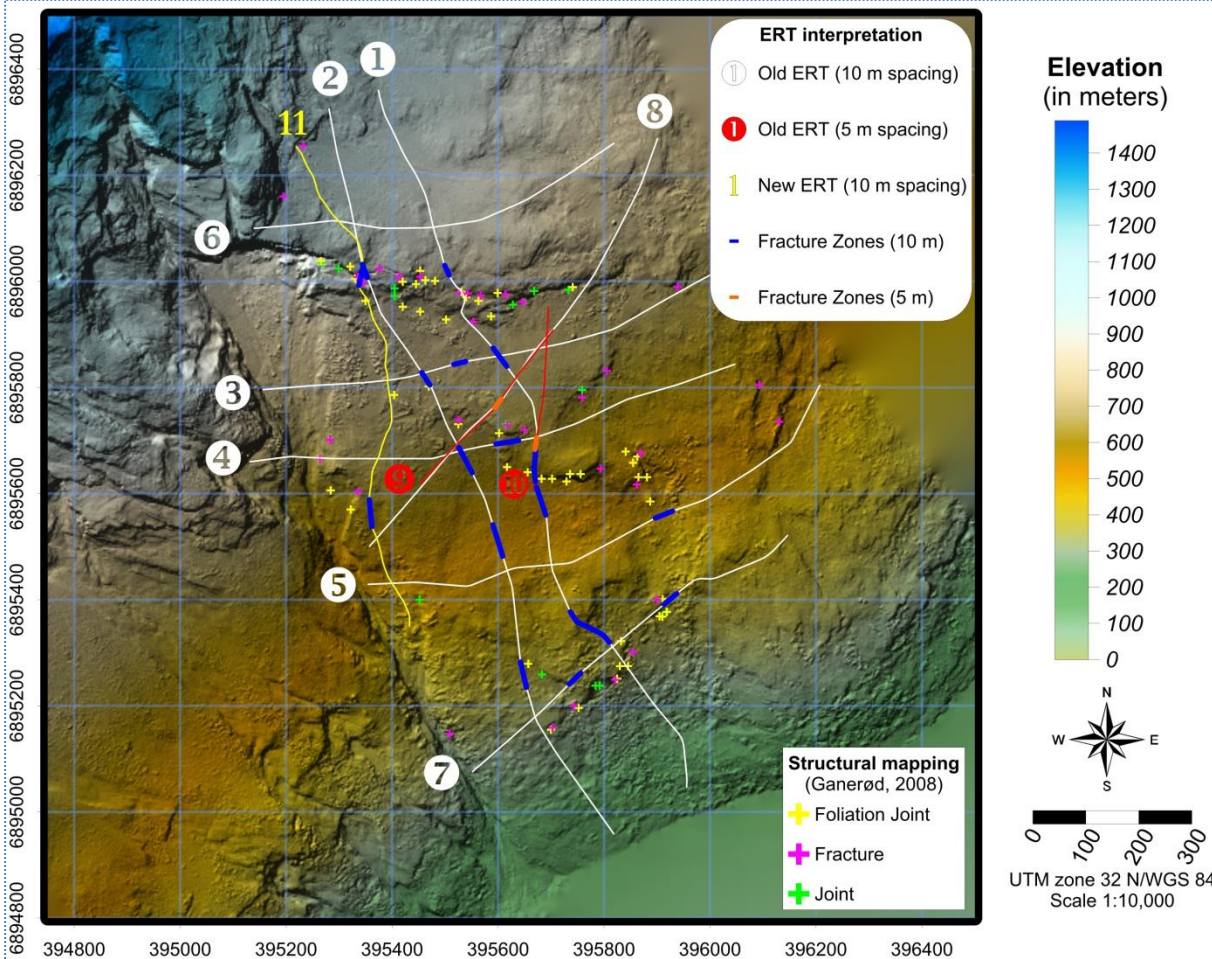 ERT interpretation
1 Old ERT (10 m spacing)
1 Old ERT (5 m spacing)
1 New ERT (10 m spacing)
Fracture Zones (10 m)
Fracture Zones (5 m)
1
2
8
11
6
3
4
9
10
5
7
Structural mapping
(Ganerød, 2008)
Foliation Joint
Fracture
Joint
6896400
6896200
6896000
6895800
6895600
6895400
6895200
6895000
6894800
394800
395000
395200
395400
395600
395800
396000
396200
396400
Elevation
(in meters)
1400
1300
1200
1100
1000
900
800
700
600
500
400
300
200
100
0
N
W
E
S
0
100
200
300
UTM zone 32 N/WGS 84
Scale 1:10,000